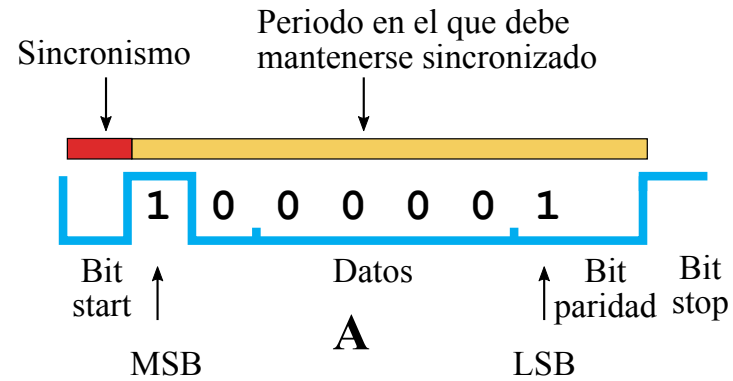 Periodo en el que debe
mantenerse sincronizado
Sincronismo
1 0 0 0 0 0 1
Bit
start
Datos
Bit
paridad
Bit
stop
A
MSB
LSB